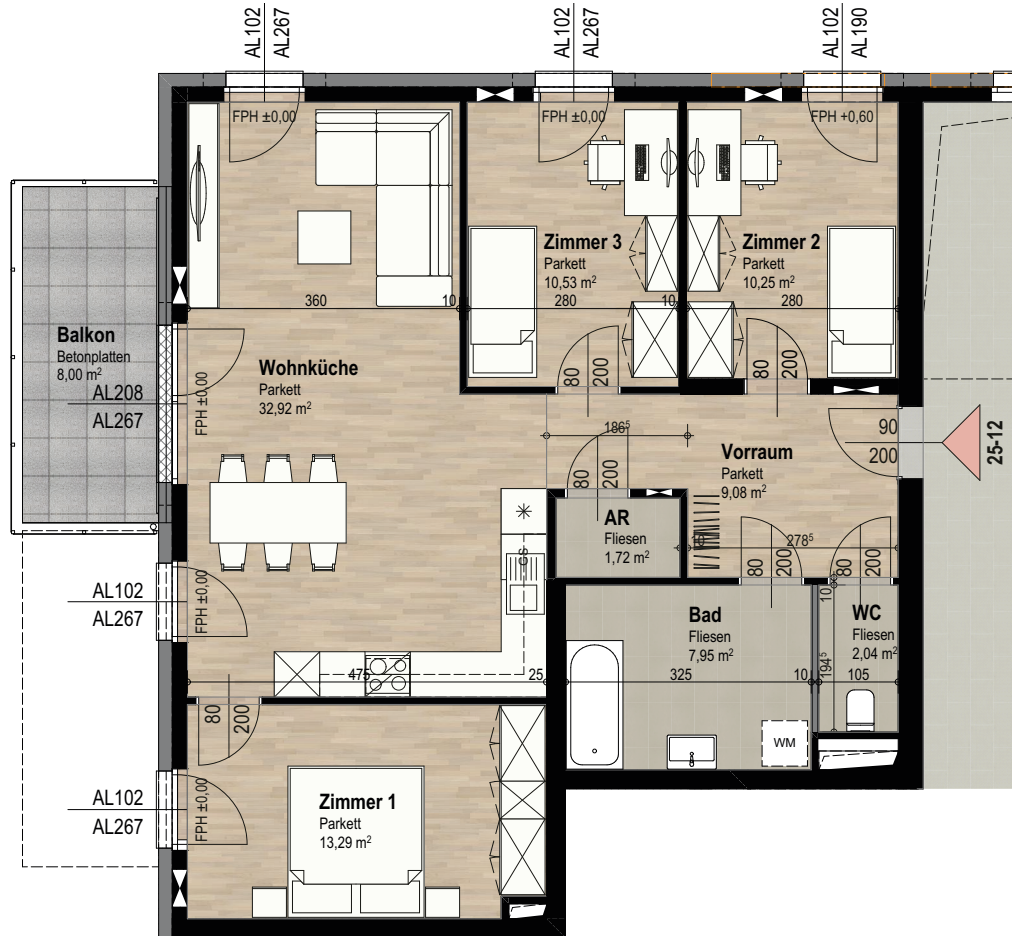 AL102
AL267
AL102
AL267
AL102
AL190
FPH ±0,00
FPH ±0,00
FPH +0,60
Zimmer 3
Parkett
10,53 m²
Zimmer 2
Parkett
10,25 m²
360
10
280
10
280
Balkon
Betonplatten
8,00 m²
AL208
AL267
FPH ±0,00
Wohnküche
Parkett
32,92 m²
80
200
80
200
186⁵
Vorraum
Parkett
9,08 m²
90
200
25-12
80
200
AR
Fliesen
1,72 m²
10
278⁵
80
200
80
200
GS
AL102
AL267
FPH ±0,00
Bad
Fliesen
7,95 m²
10
WC
Fliesen
2,04 m²
194⁵
475
25
325
10
105
80
200
WM
AL102
AL267
FPH ±0,00
Zimmer 1
Parkett
13,29 m²